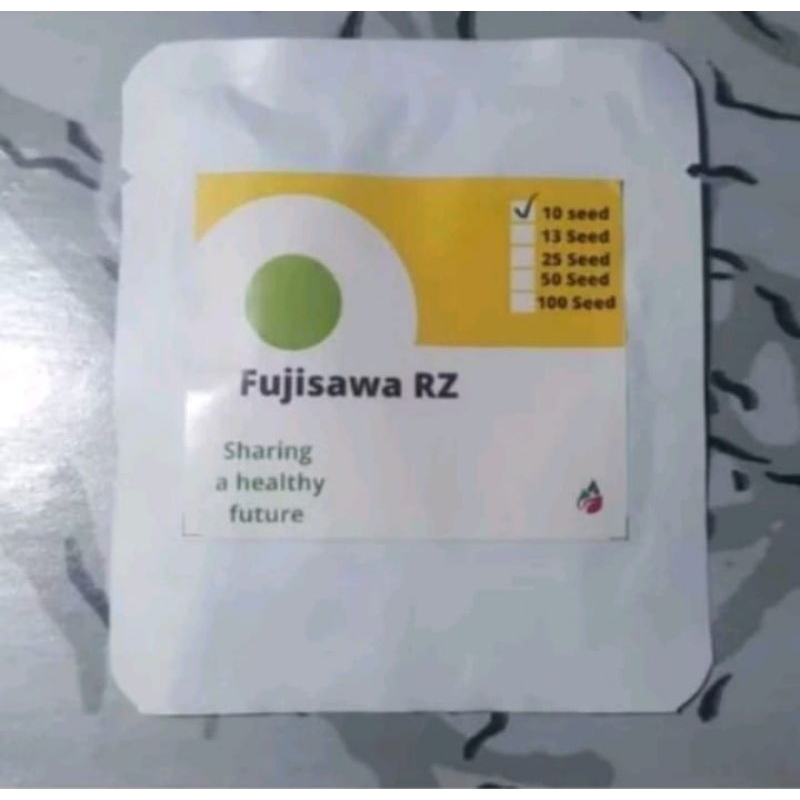 10 seed
13 Seed
25 Seed
50 Seed
100 Seed
Fujisawa RZ
Sharing
a healthy
future